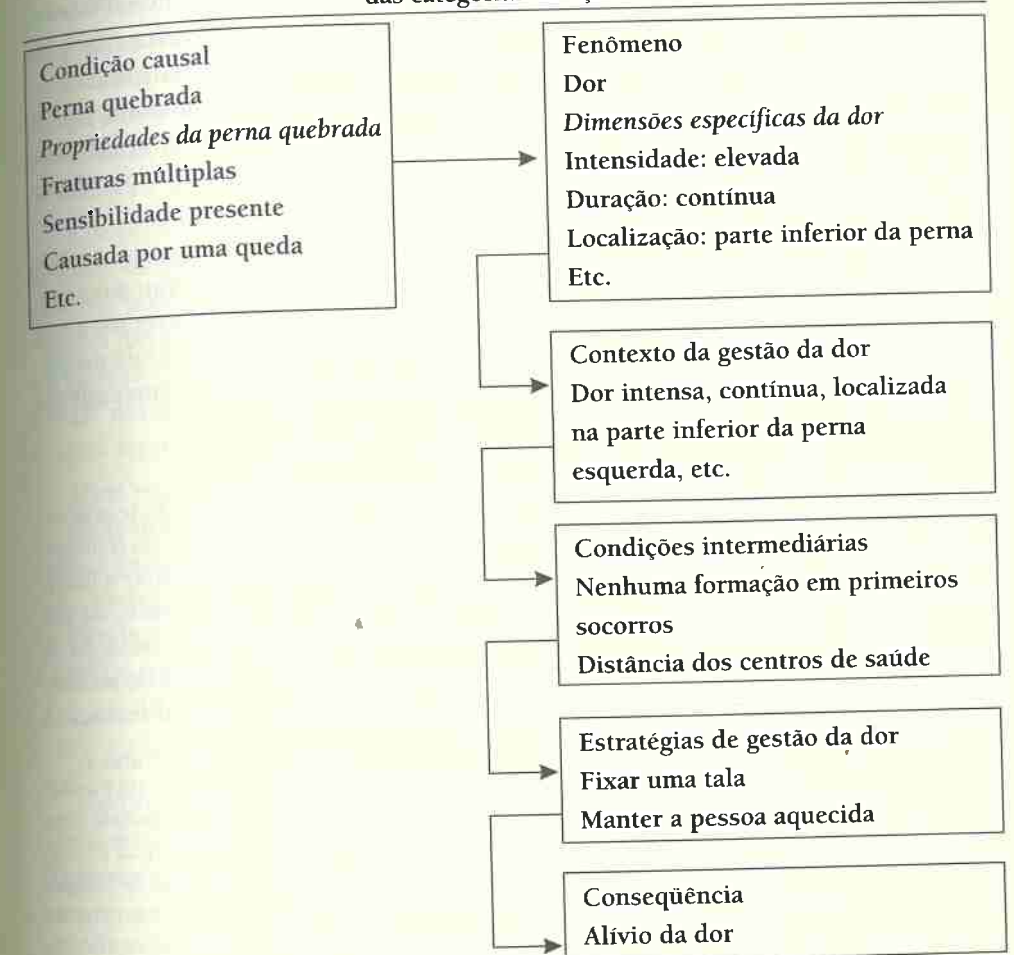 das
Condição causal
Perna quebrada
Propriedades da perna quebrada
Fraturas múltiplas
Sensibilidade presente
Causada por uma queda
Etc.
Fenômeno
Dor
Dimensões específicas da dor
Intensidade: elevada
Duração: contínua
Localização: parte inferior da perna
Etc.
Contexto da gestão da dor
Dor intensa, contínua, localizada
na parte inferior da perna
esquerda, etc.
Condições intermediárias
Nenhuma formação em primeiros
socorros
Distância dos centros de saúde
Estratégias de gestão da dor
Fixar uma tala
Manter a pessoa aquecida
Conseqüência
Alívio da dor